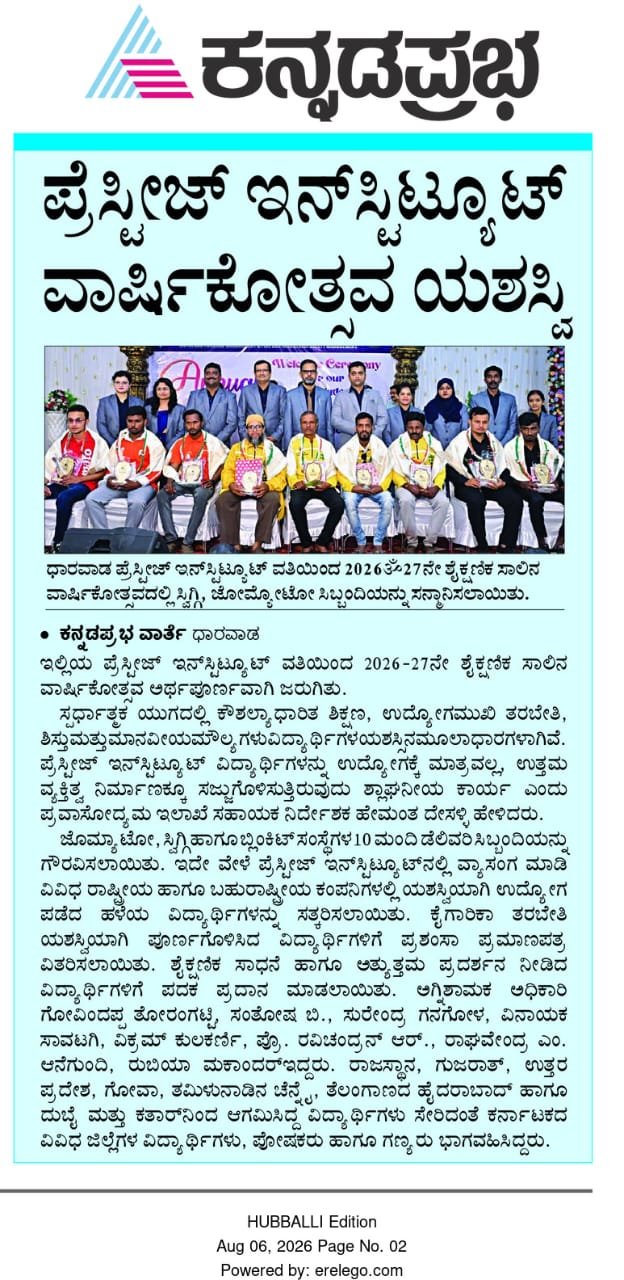 ಕನ್ನಡಪ್ರಭ
ಪ್ರೆಸ್ಟೀಜ್ ಇನ್‌ಸ್ಟಿಟ್ಯೂಟ್
ವಾರ್ಷಿಕೋತ್ಸವ ಯಶಸ್ವಿ
Welcome Ceremony
for our
Annual
ಧಾರವಾಡ ಪ್ರೆಸ್ಟೀಜ್ ಇನ್‌ಸ್ಟಿಟ್ಯೂಟ್ ವತಿಯಿಂದ 2026ೀ27ನೇ ಶೈಕ್ಷಣಿಕ ಸಾಲಿನ
ವಾರ್ಷಿಕೋತ್ಸವದಲ್ಲಿ ಸ್ವಿಗ್ಗಿ, ಜೋಮ್ಯೋಟೋ ಸಿಬ್ಬಂದಿಯನ್ನು ಸನ್ಮಾನಿಸಲಾಯಿತು.
• ಕನ್ನಡಪ್ರಭ ವಾರ್ತೆ ಧಾರವಾಡ
ಇಲ್ಲಿಯ ಪ್ರೆಸ್ಟೀಜ್ ಇನ್‌ಸ್ಟಿಟ್ಯೂಟ್ ವತಿಯಿಂದ 2026-27ನೇ ಶೈಕ್ಷಣಿಕ ಸಾಲಿನ
ವಾರ್ಷಿಕೋತ್ಸವ ಅರ್ಥಪೂರ್ಣವಾಗಿ ಜರುಗಿತು.
ಸ್ಪರ್ಧಾತ್ಮಕ ಯುಗದಲ್ಲಿ ಕೌಶಲ್ಯಾಧಾರಿತ ಶಿಕ್ಷಣ, ಉದ್ಯೋಗಮುಖಿ ತರಬೇತಿ,
ಶಿಸ್ತುಮತ್ತುಮಾನವೀಯಮೌಲ್ಯಗಳುವಿದ್ಯಾರ್ಥಿಗಳಯಶಸ್ಸಿನಮೂಲಾಧಾರಗಳಾಗಿವೆ.
ಪ್ರೆಸ್ಟೀಜ್ ಇನ್‌ಸ್ಟಿಟ್ಯೂಟ್ ವಿದ್ಯಾರ್ಥಿಗಳನ್ನು ಉದ್ಯೋಗಕ್ಕೆ ಮಾತ್ರವಲ್ಲ, ಉತ್ತಮ
ವ್ಯಕ್ತಿತ್ವ ನಿರ್ಮಾಣಕ್ಕೂ ಸಜ್ಜುಗೊಳಿಸುತ್ತಿರುವುದು ಶ್ಲಾಘನೀಯ ಕಾರ್ಯ ಎಂದು
ಪ್ರವಾಸೋದ್ಯಮ ಇಲಾಖೆ ಸಹಾಯಕ ನಿರ್ದೇಶಕ ಹೇಮಂತ ದೇಸಳ್ಳಿ ಹೇಳಿದರು.
ಜೊಮ್ಯಾಟೋ, ಸ್ವಿಗ್ಗಿ ಹಾಗೂ ಬ್ಲಿಂಕಿಟ್ ಸಂಸ್ಥೆಗಳ 10 ಮಂದಿ ಡೆಲಿವರಿ ಸಿಬ್ಬಂದಿಯನ್ನು
ಗೌರವಿಸಲಾಯಿತು. ಇದೇ ವೇಳೆ ಪ್ರೆಸ್ಟೀಜ್ ಇನ್‌ಸ್ಟಿಟ್ಯೂಟ್‌ನಲ್ಲಿ ವ್ಯಾಸಂಗ ಮಾಡಿ
ವಿವಿಧ ರಾಷ್ಟ್ರೀಯ ಹಾಗೂ ಬಹುರಾಷ್ಟ್ರೀಯ ಕಂಪನಿಗಳಲ್ಲಿ ಯಶಸ್ವಿಯಾಗಿ ಉದ್ಯೋಗ
ಪಡೆದ ಹಳೆಯ ವಿದ್ಯಾರ್ಥಿಗಳನ್ನು ಸತ್ಕರಿಸಲಾಯಿತು. ಕೈಗಾರಿಕಾ ತರಬೇತಿ
ಯಶಸ್ವಿಯಾಗಿ ಪೂರ್ಣಗೊಳಿಸಿದ ವಿದ್ಯಾರ್ಥಿಗಳಿಗೆ ಪ್ರಶಂಸಾ ಪ್ರಮಾಣಪತ್ರ
ವಿತರಿಸಲಾಯಿತು. ಶೈಕ್ಷಣಿಕ ಸಾಧನೆ ಹಾಗೂ ಅತ್ಯುತ್ತಮ ಪ್ರದರ್ಶನ ನೀಡಿದ
ವಿದ್ಯಾರ್ಥಿಗಳಿಗೆ ಪದಕ ಪ್ರದಾನ ಮಾಡಲಾಯಿತು. ಅಗ್ನಿಶಾಮಕ ಅಧಿಕಾರಿ
ಗೋವಿಂದಪ್ಪ ತೋರಂಗಟ್ಟಿ, ಸಂತೋಷ ಬಿ., ಸುರೇಂದ್ರ ಗನಗೋಳ, ವಿನಾಯಕ
ಸಾವಟಗಿ, ವಿಕ್ರಮ್ ಕುಲಕರ್ಣಿ, ಪ್ರೊ. ರವಿಚಂದ್ರನ್ ಆರ್., ರಾಘವೇಂದ್ರ ಎಂ.
ಆನೆಗುಂದಿ, ರುಬಿಯಾ ಮಕಾಂದರ್ಇದ್ದರು. ರಾಜಸ್ಥಾನ, ಗುಜರಾತ್, ಉತ್ತರ
ಪ್ರದೇಶ, ಗೋವಾ, ತಮಿಳುನಾಡಿನ ಚೆನ್ನೈ, ತೆಲಂಗಾಣದ ಹೈದರಾಬಾದ್ ಹಾಗೂ
ದುಬೈ ಮತ್ತು ಕತಾರ್‌ನಿಂದ ಆಗಮಿಸಿದ್ದ ವಿದ್ಯಾರ್ಥಿಗಳು ಸೇರಿದಂತೆ ಕರ್ನಾಟಕದ
ವಿವಿಧ ಜಿಲ್ಲೆಗಳ ವಿದ್ಯಾರ್ಥಿಗಳು, ಪೋಷಕರು ಹಾಗೂ ಗಣ್ಯರು ಭಾಗವಹಿಸಿದ್ದರು.
HUBBALLI Edition
Aug 06, 2026 Page No. 02
Powered by: erelego.com